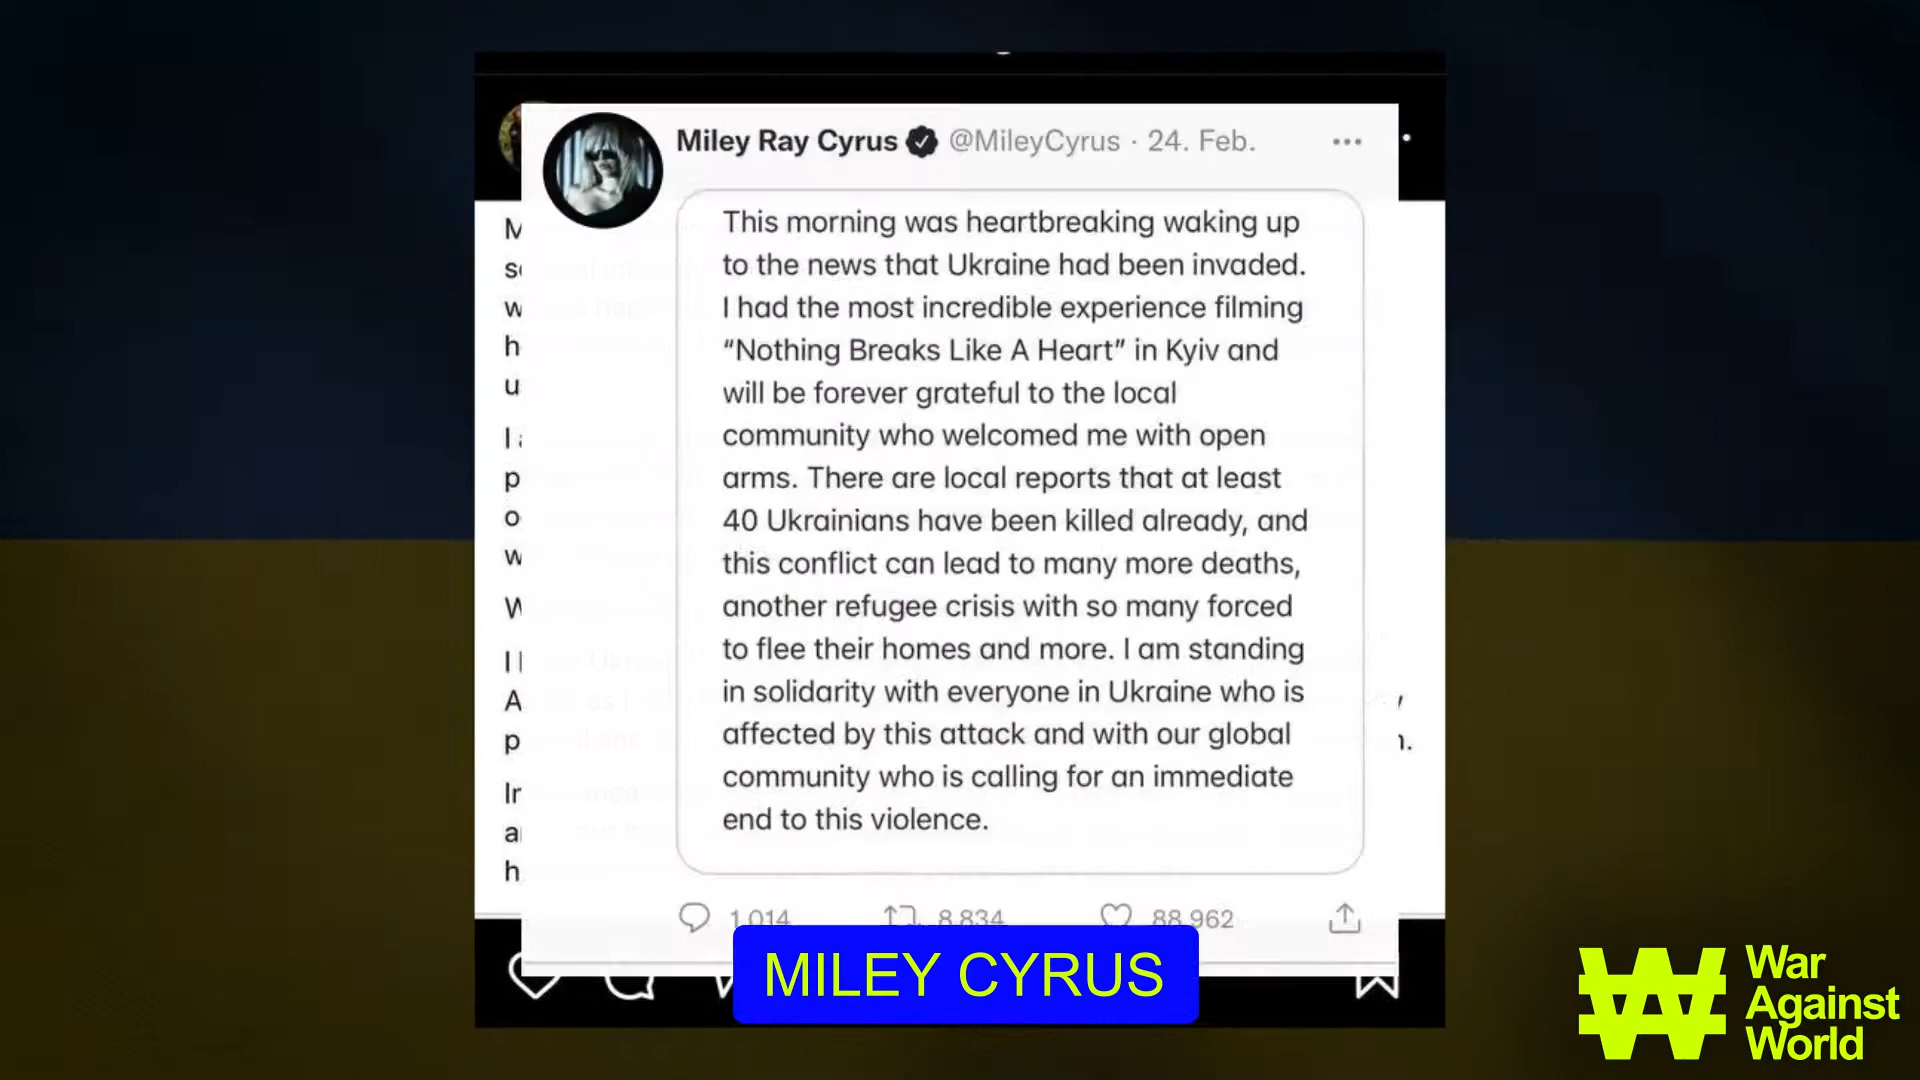 Miley Ray Cyrus @MileyCyrus · 24. Feb.
This morning was heartbreaking waking up
to the news that Ukraine had been invaded.
I had the most incredible experience filming
“Nothing Breaks Like A Heart” in Kyiv and
will be forever grateful to the local
community who welcomed me with open
arms. There are local reports that at least
40 Ukrainians have been killed already, and
this conflict can lead to many more deaths,
another refugee crisis with so many forced
to flee their homes and more. I am standing
in solidarity with everyone in Ukraine who is
affected by this attack and with our global
community who is calling for an immediate
end to this violence.
1.014 8.834 88.962
MILEY CYRUS
War
Against
World